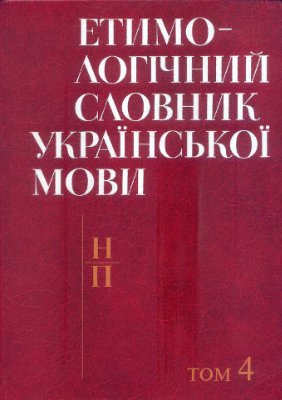 ЕТИМО-
ЛОГІЧНИЙ
СЛОВНИК
УКРАЇНСЬКОЇ
МОВИ
Н
П
ТОМ 4